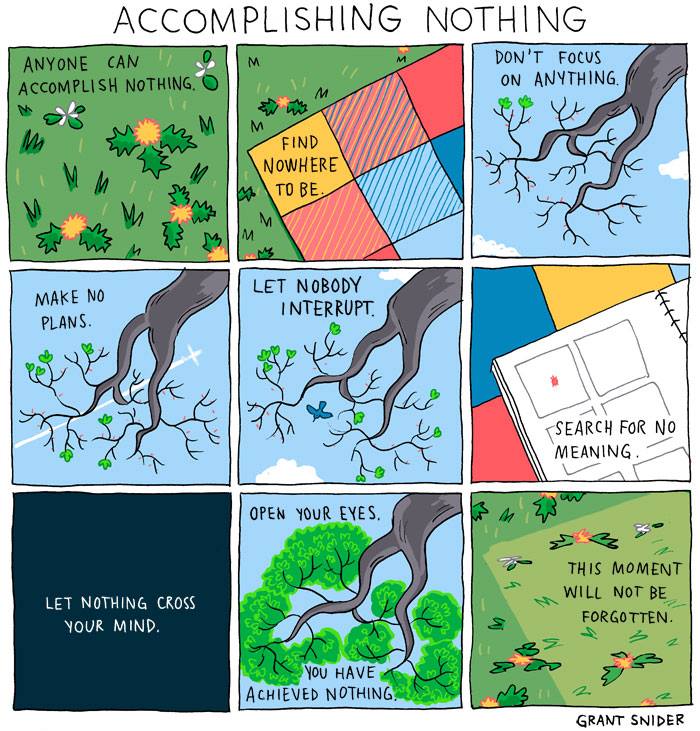 ACCOMPLISHING NOTHING
ANYONE CAN
ACCOMPLISH NOTHING.
FIND
NOWHERE
TO BE.
DON'T FOCUS
ON ANYTHING.
MAKE NO
PLANS.
LET NOBODY
INTERRUPT.
SEARCH FOR NO
MEANING.
LET NOTHING CROSS
YOUR MIND.
OPEN YOUR EYES.
YOU HAVE
ACHIEVED NOTHING.
THIS MOMENT
WILL NOT BE
FORGOTTEN.
GRANT SNIDER